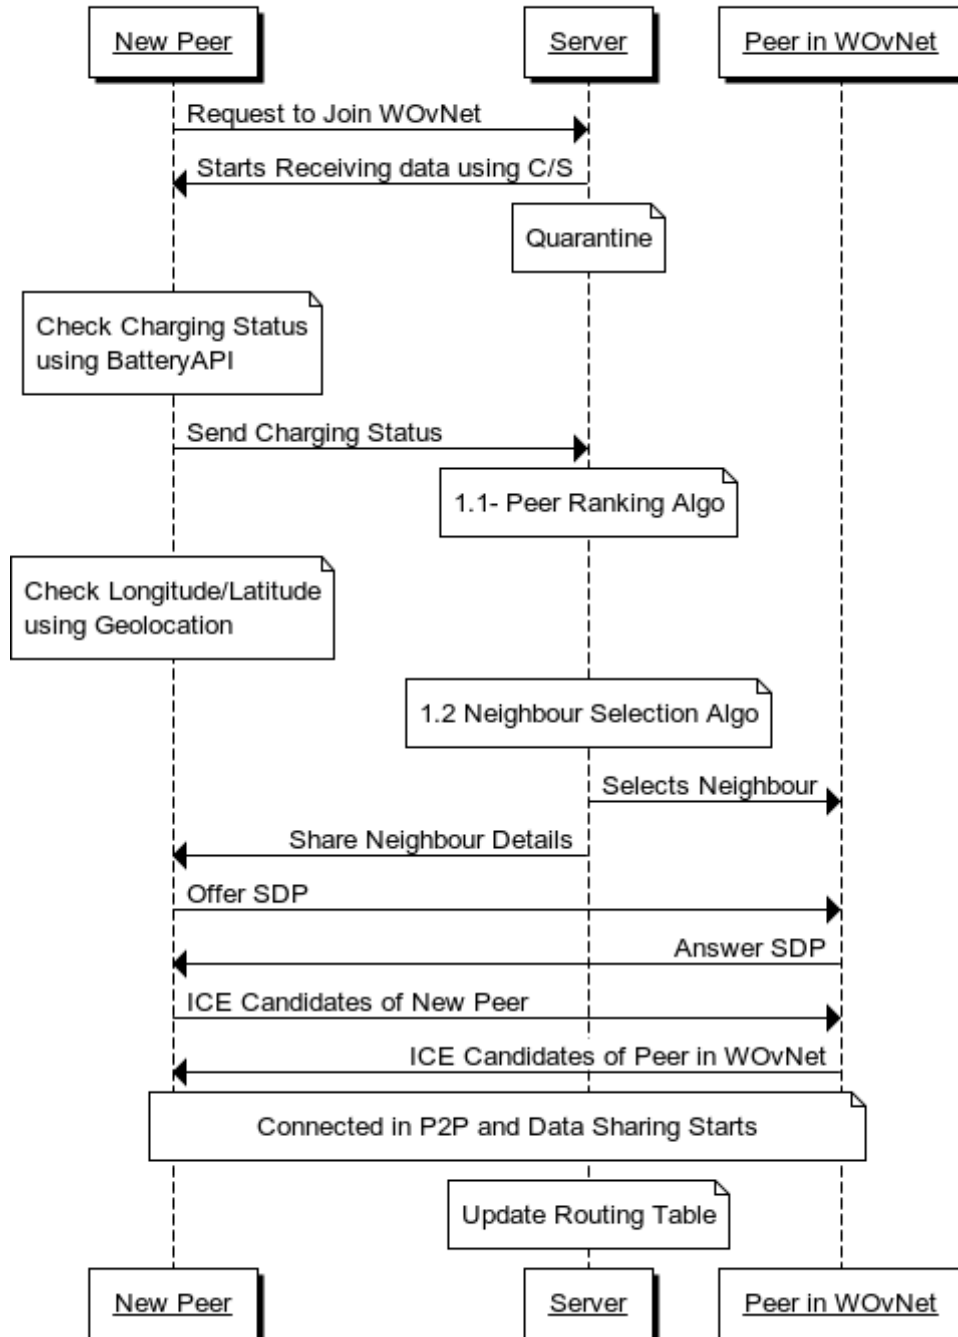 New Peer
Server
Peer in WOvNet
Request to Join WOvNet
Starts Receiving data using C/S
Quarantine
Check Charging Status
using BatteryAPI
Send Charging Status
1.1- Peer Ranking Algo
Check Longitude/Latitude
using Geolocation
1.2 Neighbour Selection Algo
Selects Neighbour
Share Neighbour Details
Offer SDP
Answer SDP
ICE Candidates of New Peer
ICE Candidates of Peer in WOvNet
Connected in P2P and Data Sharing Starts
Update Routing Table
New Peer
Server
Peer in WOvNet